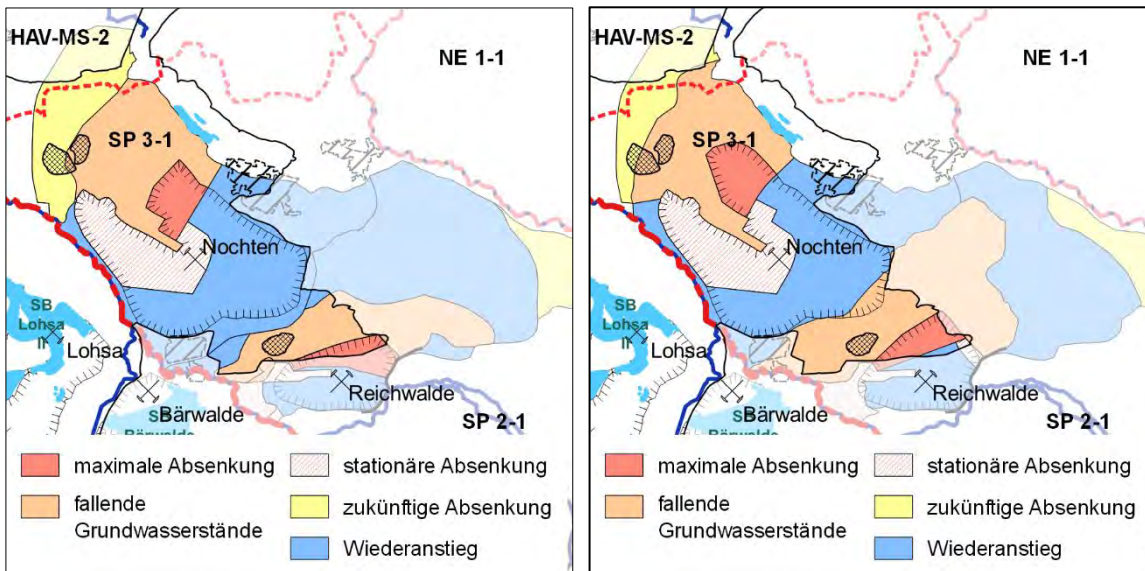 HAV-MS-2
NE 1-1
SP 3-1
Nochten
SB
Lohsa
II
Lohsa
Reichwalde
Bärwalde
SP 2-1
Bärwalde
maximale Absenkung
stationäre Absenkung
fallende
Grundwasserstände
zukünftige Absenkung
Wiederanstieg
HAV-MS-2
NE 1-1
SP 3-1
Nochten
SB
Lohsa
II
Lohsa
Reichwalde
Bärwalde
SP 2-1
Bärwalde
maximale Absenkung
stationäre Absenkung
fallende
Grundwasserstände
zukünftige Absenkung
Wiederanstieg